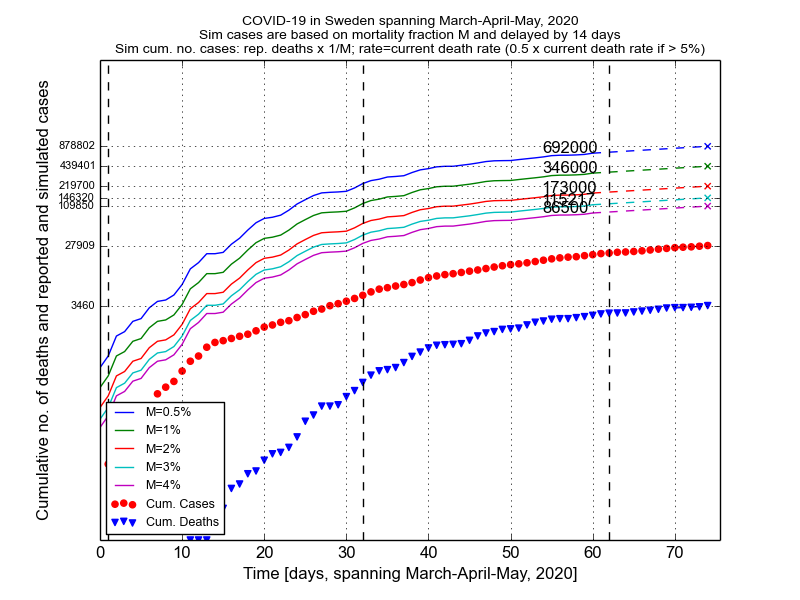 COVID-19 in Sweden spanning March-April-May, 2020
Sim cases are based on mortality fraction M and delayed by 14 days
Sim cum. no. cases: rep. deaths x 1/M; rate=current death rate (0.5 x current death rate if > 5%)
Cumulative no. of deaths and reported and simulated cases
878802
439401
219700
146320
109850
27909
3460
692000
346000
173000
115217
86500
M=0.5%
M=1%
M=2%
M=3%
M=4%
Cum. Cases
Cum. Deaths
0 10 20 30 40 50 60 70
Time [days, spanning March-April-May, 2020]